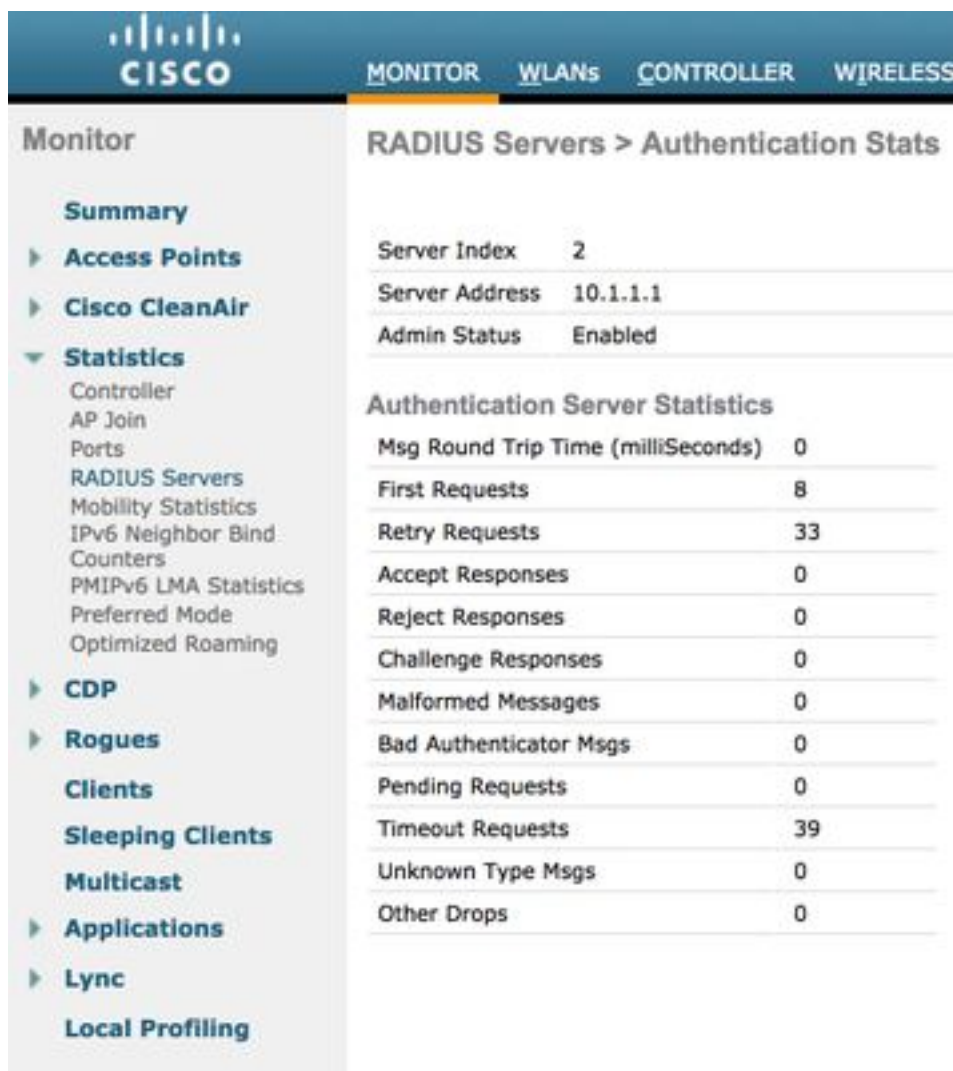 CISCO
MONITOR WLANs CONTROLLER WIRELESS
Monitor
Summary
Access Points
Cisco CleanAir
Statistics
Controller
AP Join
Ports
RADIUS Servers
Mobility Statistics
IPv6 Neighbor Bind
Counters
PMIPv6 LMA Statistics
Preferred Mode
Optimized Roaming
CDP
Rogues
Clients
Sleeping Clients
Multicast
Applications
Lync
Local Profiling
RADIUS Servers > Authentication Stats
Server Index 2
Server Address 10.1.1.1
Admin Status Enabled
Authentication Server Statistics
Msg Round Trip Time (milliSeconds) 0
First Requests 8
Retry Requests 33
Accept Responses 0
Reject Responses 0
Challenge Responses 0
Malformed Messages 0
Bad Authenticator Msgs 0
Pending Requests 0
Timeout Requests 39
Unknown Type Msgs 0
Other Drops 0